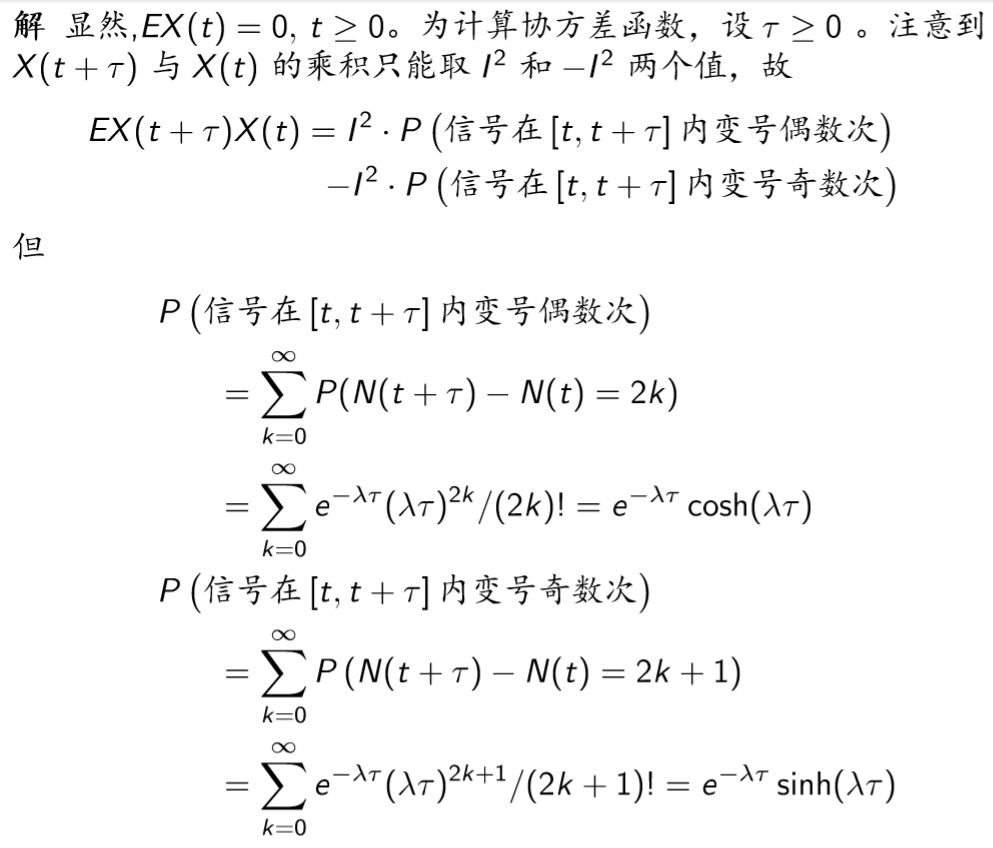 解 显然,EX(t) = 0, t ≥ 0。为计算协方差函数，设 τ ≥ 0 。注意到
X(t + τ) 与 X(t) 的乘积只能取 I² 和 −I² 两个值，故
EX(t + τ)X(t) = I² · P (信号在 [t, t + τ] 内变号偶数次)
−I² · P (信号在 [t, t + τ] 内变号奇数次)
但
P (信号在 [t, t + τ] 内变号偶数次)
= ∑_{k=0}^{∞} P(N(t + τ) − N(t) = 2k)
= ∑_{k=0}^{∞} e^{−λτ}(λτ)^{2k}/(2k)! = e^{−λτ} cosh(λτ)
P (信号在 [t, t + τ] 内变号奇数次)
= ∑_{k=0}^{∞} P (N(t + τ) − N(t) = 2k + 1)
= ∑_{k=0}^{∞} e^{−λτ}(λτ)^{2k+1}/(2k + 1)! = e^{−λτ} sinh(λτ)